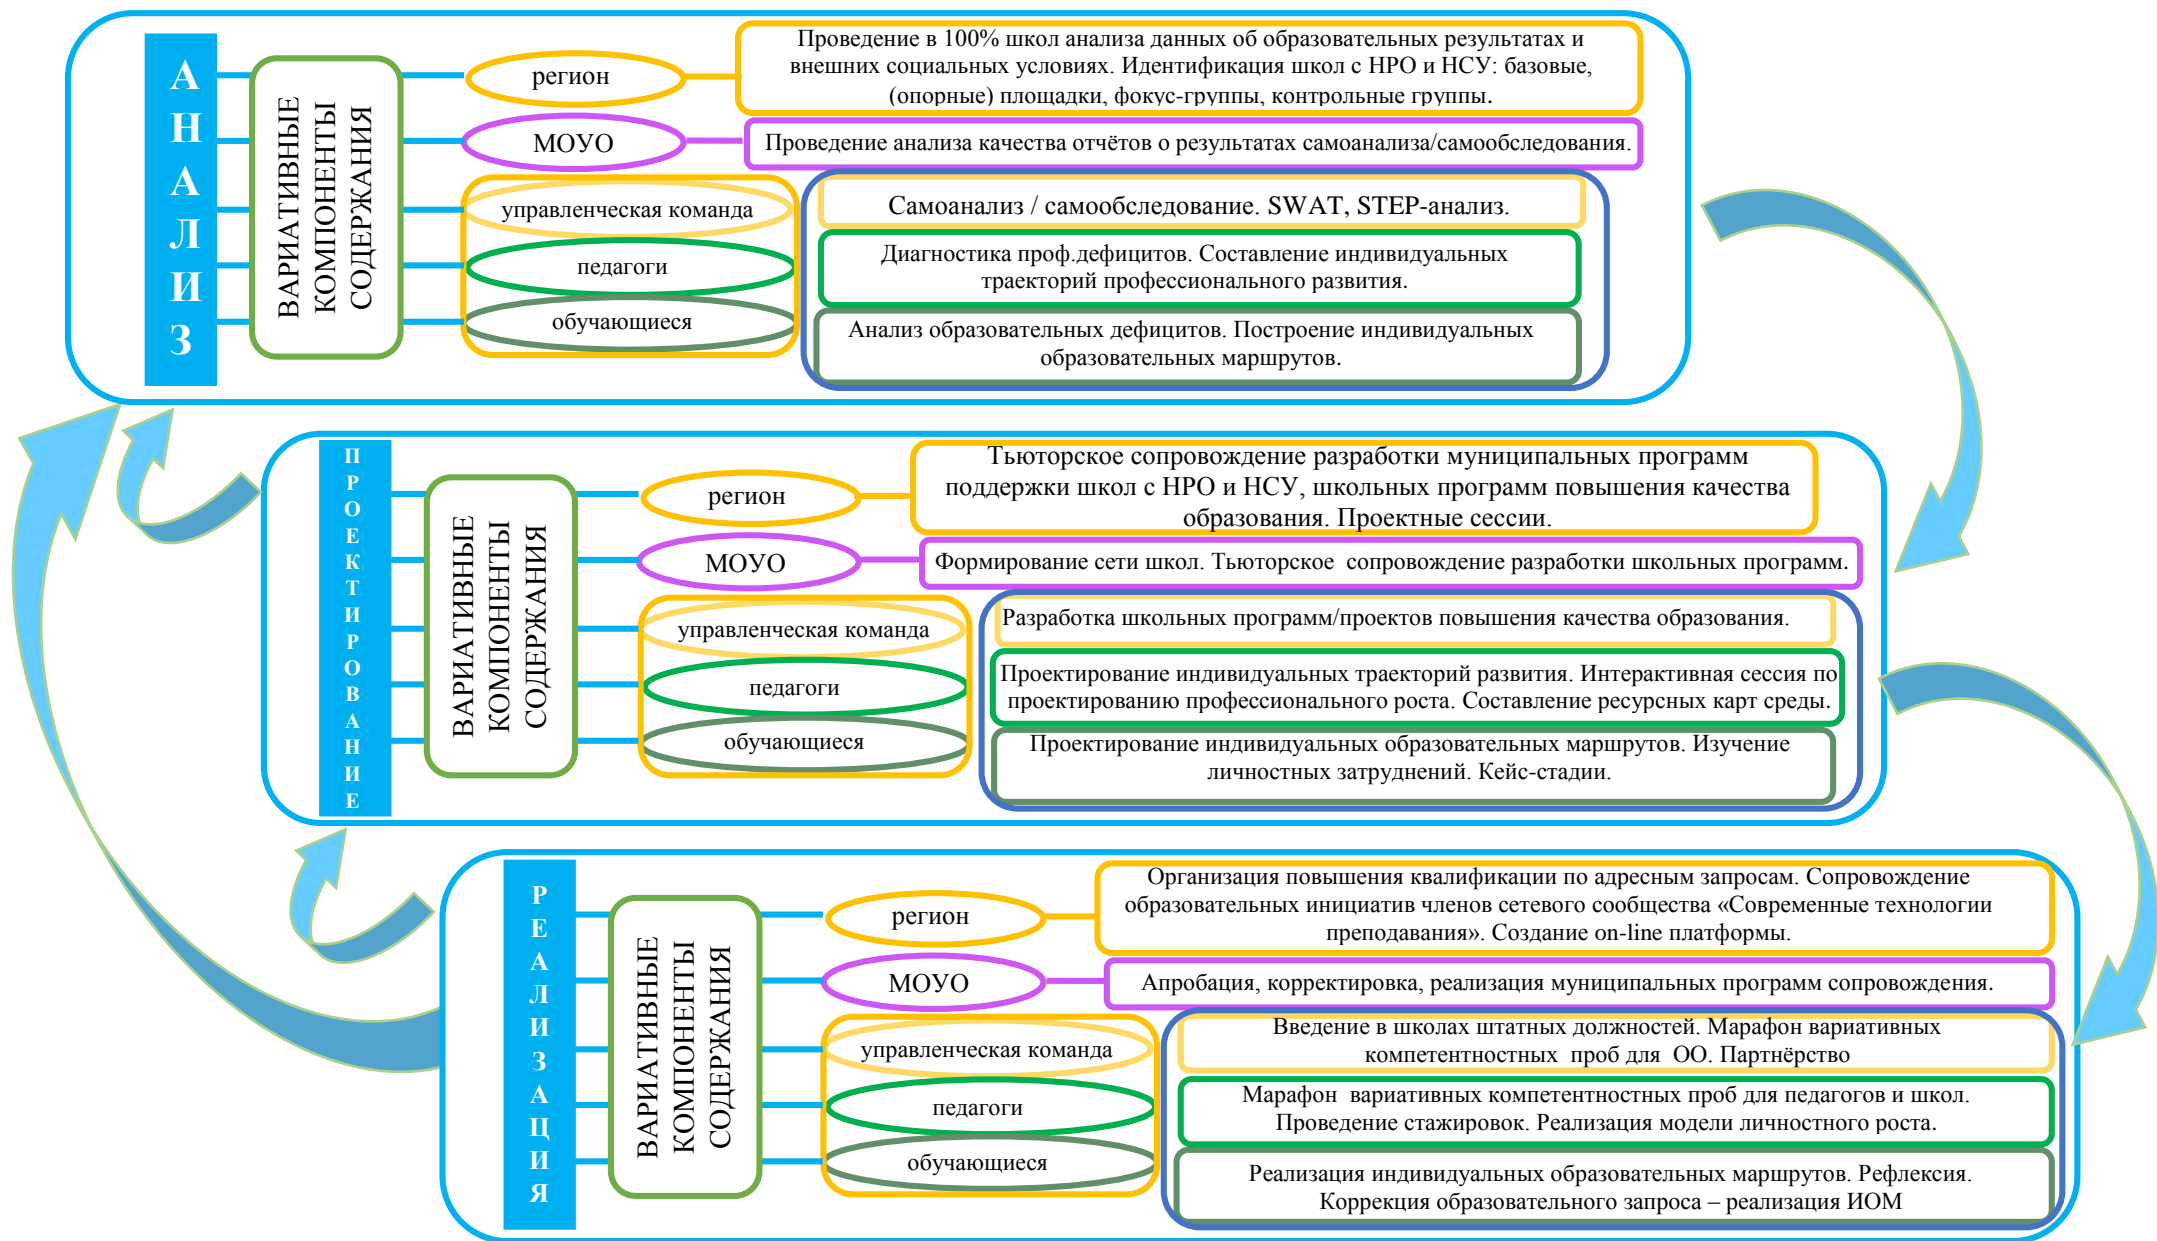 АНАЛИЗ
ВАРИАТИВНЫЕ
КОМПОНЕНТЫ
СОДЕРЖАНИЯ
регион
Проведение в 100% школ анализа данных об образовательных результатах и
внешних социальных условиях. Идентификация школ с НРО и НСУ: базовые,
(опорные) площадки, фокус-группы, контрольные группы.
МОУО
Проведение анализа качества отчётов о результатах самоанализа/самообследования.
управленческая команда
Самоанализ / самообследование. SWAT, STEP-анализ.
педагоги
Диагностика проф.дефицитов. Составление индивидуальных
траекторий профессионального развития.
обучающиеся
Анализ образовательных дефицитов. Построение индивидуальных
образовательных маршрутов.
ПРОЕКТИРОВАНИЕ
ВАРИАТИВНЫЕ
КОМПОНЕНТЫ
СОДЕРЖАНИЯ
регион
Тьюторское сопровождение разработки муниципальных программ
поддержки школ с НРО и НСУ, школьных программ повышения качества
образования. Проектные сессии.
МОУО
Формирование сети школ. Тьюторское сопровождение разработки школьных программ.
управленческая команда
Разработка школьных программ/проектов повышения качества образования.
педагоги
Проектирование индивидуальных траекторий развития. Интерактивная сессия по
проектированию профессионального роста. Составление ресурсных карт среды.
обучающиеся
Проектирование индивидуальных образовательных маршрутов. Изучение
личностных затруднений. Кейс-стадии.
РЕАЛИЗАЦИЯ
ВАРИАТИВНЫЕ
КОМПОНЕНТЫ
СОДЕРЖАНИЯ
регион
Организация повышения квалификации по адресным запросам. Сопровождение
образовательных инициатив членов сетевого сообщества «Современные технологии
преподавания». Создание on-line платформы.
МОУО
Апробация, корректировка, реализация муниципальных программ сопровождения.
управленческая команда
Введение в школах штатных должностей. Марафон вариативных
компетентностных проб для ОО. Партнёрство
педагоги
Марафон вариативных компетентностных проб для педагогов и школ.
Проведение стажировок. Реализация модели личностного роста.
обучающиеся
Реализация индивидуальных образовательных маршрутов. Рефлексия.
Коррекция образовательного запроса – реализация ИОМ